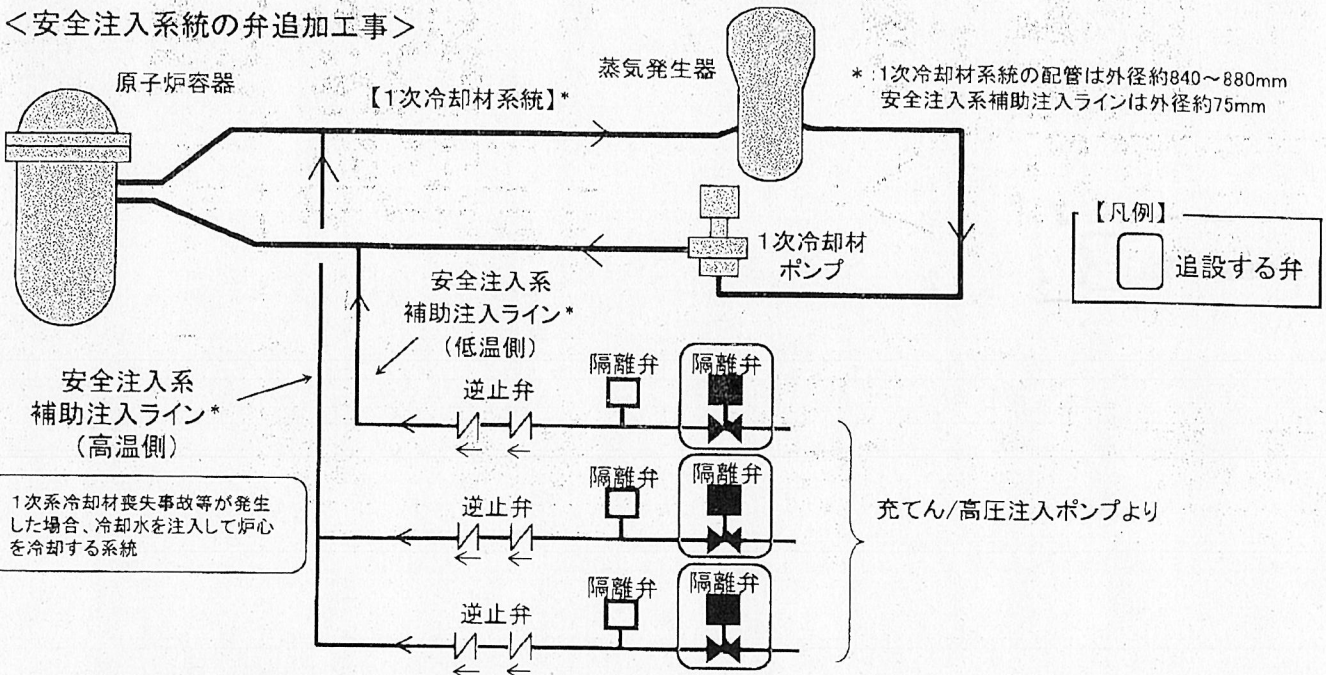 <安全注入系統の弁追加工事>
原子炉容器
蒸気発生器
【1次冷却材系統】*
*:1次冷却材系統の配管は外径約840~880mm
安全注入系補助注入ラインは外径約75mm
【凡例】
追設する弁
1次冷却材
ポンプ
安全注入系
補助注入ライン*
(低温側)
安全注入系
補助注入ライン*
(高温側)
1次系冷却材喪失事故等が発生
した場合、冷却水を注入して炉心
を冷却する系統
逆止弁
隔離弁
隔離弁
逆止弁
隔離弁
隔離弁
逆止弁
隔離弁
隔離弁
充てん/高圧注入ポンプより